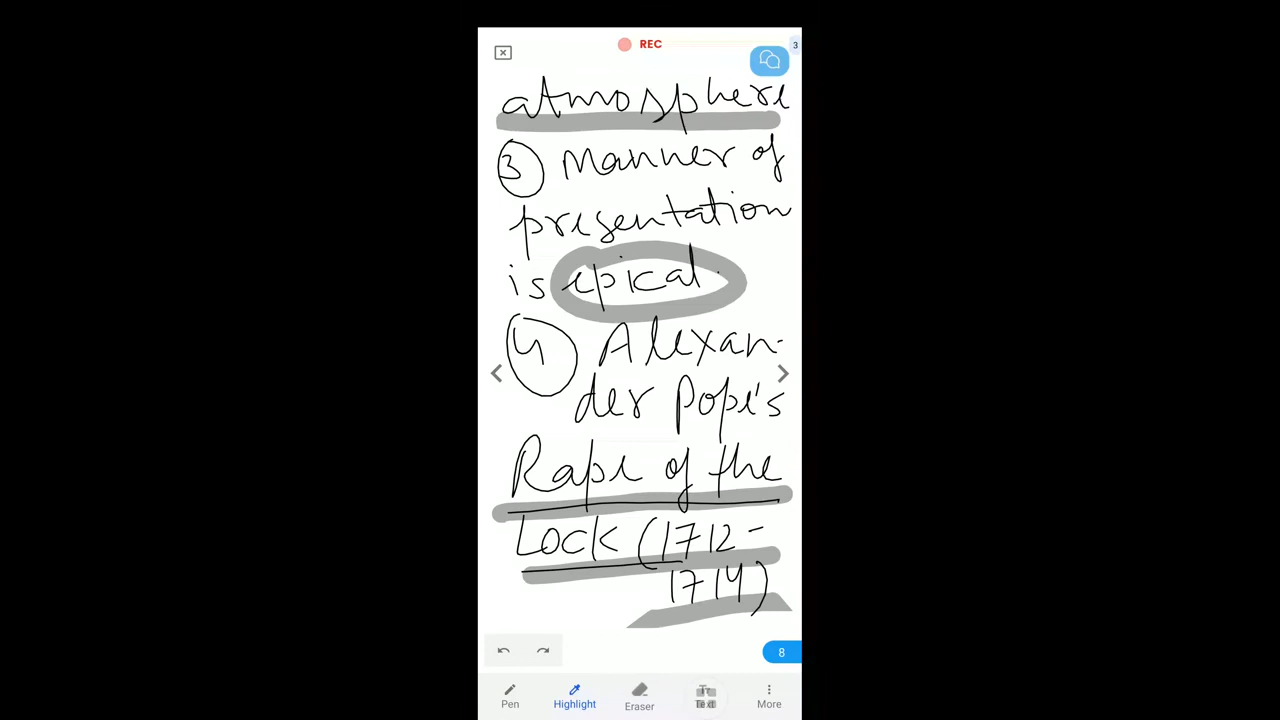 REC
3
atmosphere
3 Manner of
presentation
is epical.
4 Alexan-
der Pope's
Rape of the
Lock (1712-
1714)
8
Pen Highlight Eraser Text More